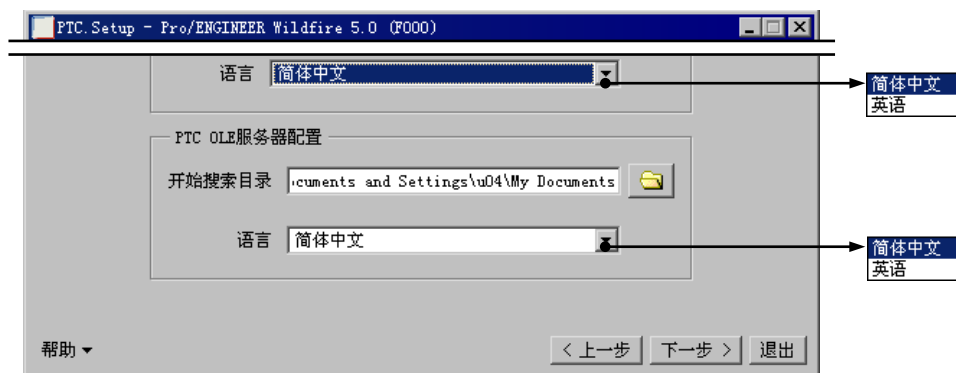 PTC.Setup - Pro/ENGINEER Wildfire 5.0 (F000)
语言 简体中文
简体中文
英语
PTC OLE服务器配置
开始搜索目录 cuments and Settings\u04\My Documents
语言 简体中文
简体中文
英语
帮助 < 上一步 下一步 > 退出